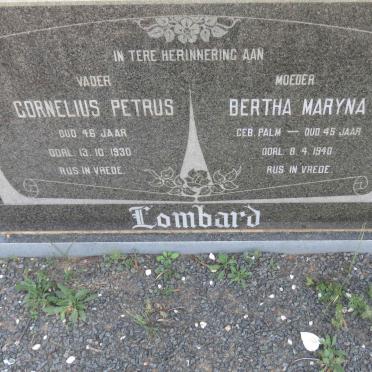 IN TERE HERINNERING AAN
VADER
CORNELIUS PETRUS
OUD 46 JAAR
OORL. 13. 10. 1930
RUS IN VREDE.
MOEDER
BERTHA MARYNA
GEB. PALM — OUD 45 JAAR
OORL. 8. 4. 1940
RUS IN VREDE.
Lombard